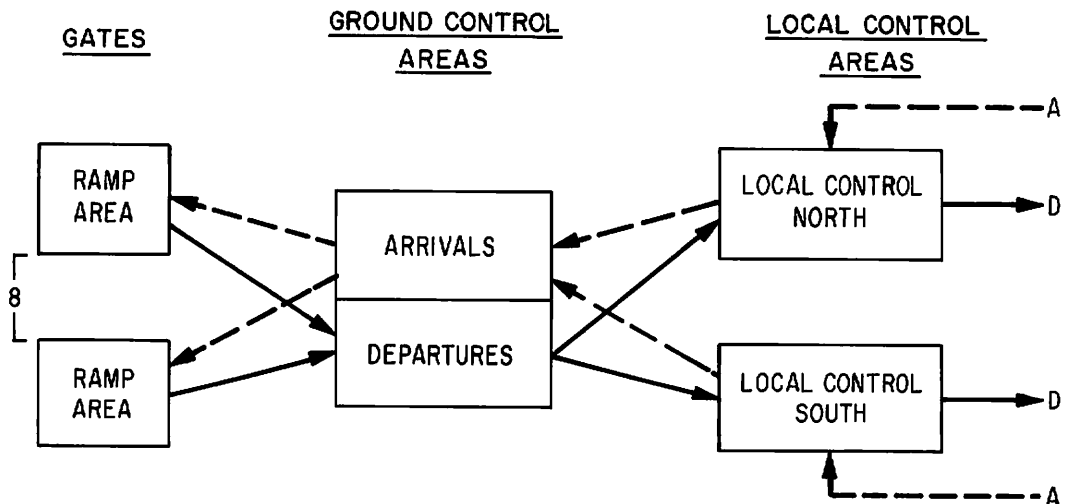 GATES
GROUND CONTROL
AREAS
LOCAL CONTROL
AREAS
A
RAMP
AREA
ARRIVALS
LOCAL CONTROL
NORTH
D
8
RAMP
AREA
DEPARTURES
LOCAL CONTROL
SOUTH
D
A